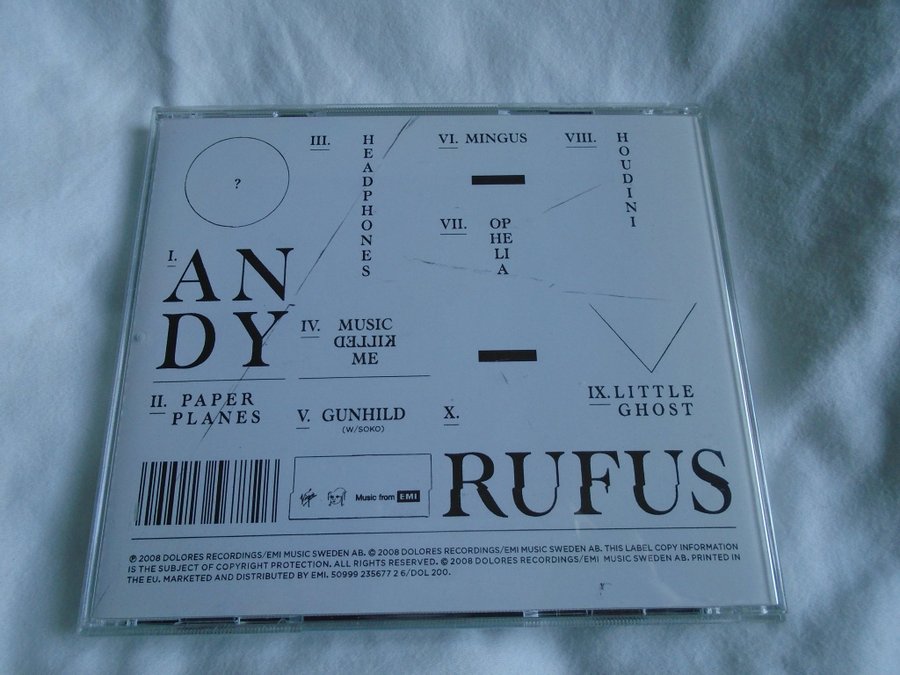 ?
I.
AN
DY
II. PAPER
PLANES
III.
H
E
A
D
P
H
O
N
E
S
IV. MUSIC
KILLED
ME
V. GUNHILD
(W/SOKO)
VI. MINGUS
VII. OP
HE
LI
A
VIII.
H
O
U
D
I
N
I
IX. LITTLE
GHOST
X.
RUFUS
Virgin
Music from EMI
℗ 2008 DOLORES RECORDINGS/EMI MUSIC SWEDEN AB. © 2008 DOLORES RECORDINGS/EMI MUSIC SWEDEN AB. THIS LABEL COPY INFORMATION
IS THE SUBJECT OF COPYRIGHT PROTECTION. ALL RIGHTS RESERVED. © 2008 DOLORES RECORDINGS/EMI MUSIC SWEDEN AB. PRINTED IN
THE EU. MARKETED AND DISTRIBUTED BY EMI. 50999 235677 2 6/DOL 200.